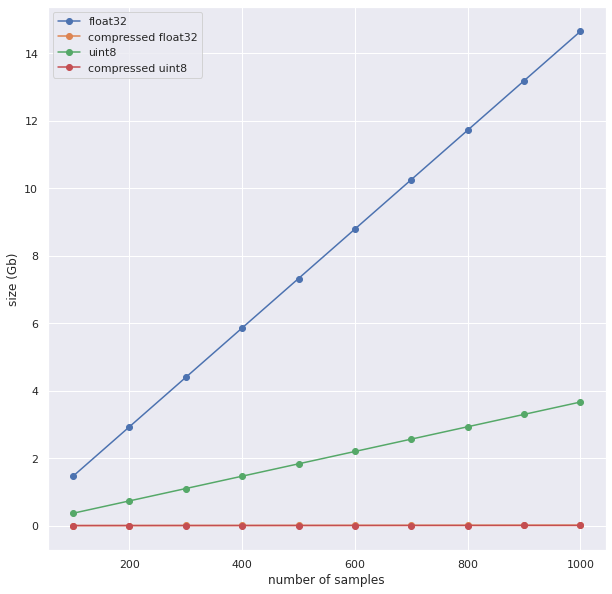 float32
compressed float32
uint8
compressed uint8
14
12
10
8
6
4
2
0
size (Gb)
200
400
600
800
1000
number of samples